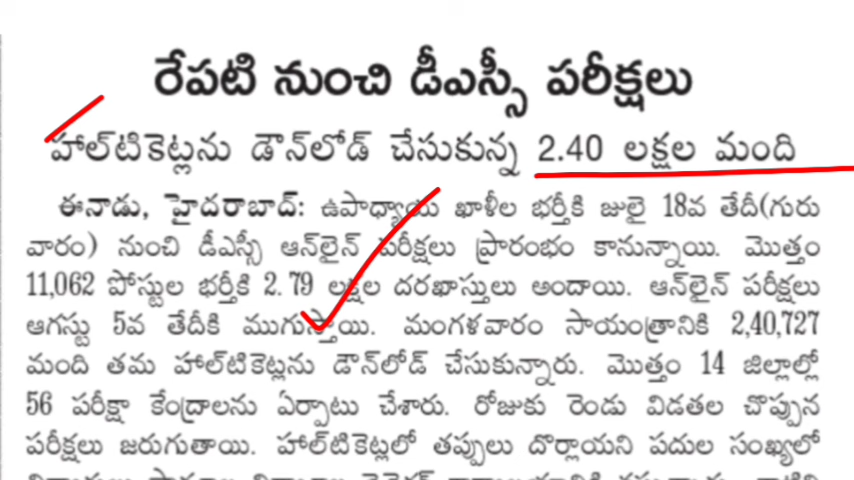 రేపటి నుంచి డీఎస్సీ పరీక్షలు
హాల్‌టికెట్లను డౌన్‌లోడ్ చేసుకున్న 2.40 లక్షల మంది
ఈనాడు, హైదరాబాద్: ఉపాధ్యాయ ఖాళీల భర్తీకి జులై 18వ తేదీ(గురు
వారం) నుంచి డీఎస్సీ ఆన్‌లైన్ పరీక్షలు ప్రారంభం కానున్నాయి. మొత్తం
11,062 పోస్టుల భర్తీకి 2.79 లక్షల దరఖాస్తులు అందాయి. ఆన్‌లైన్ పరీక్షలు
ఆగస్టు 5వ తేదీకి ముగుస్తాయి. మంగళవారం సాయంత్రానికి 2,40,727
మంది తమ హాల్‌టికెట్లను డౌన్‌లోడ్ చేసుకున్నారు. మొత్తం 14 జిల్లాల్లో
56 పరీక్షా కేంద్రాలను ఏర్పాటు చేశారు. రోజుకు రెండు విడతల చొప్పున
పరీక్షలు జరుగుతాయి. హాల్‌టికెట్లలో తప్పులు దొర్లాయని పదుల సంఖ్యలో